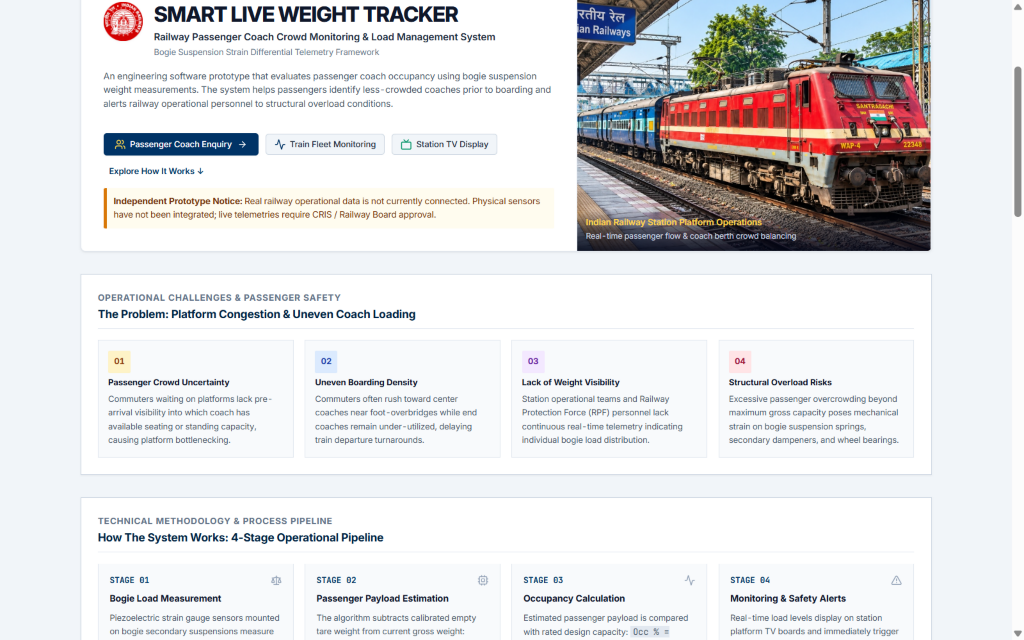 SMART LIVE WEIGHT TRACKER
Railway Passenger Coach Crowd Monitoring & Load Management System
Bogie Suspension Strain Differential Telemetry Framework
An engineering software prototype that evaluates passenger coach occupancy using bogie suspension
weight measurements. The system helps passengers identify less-crowded coaches prior to boarding and
alerts railway operational personnel to structural overload conditions.
Passenger Coach Enquiry →
Train Fleet Monitoring
Station TV Display
Explore How It Works ↓
Independent Prototype Notice: Real railway operational data is not currently connected. Physical sensors
have not been integrated; live telemetries require CRIS / Railway Board approval.
रतीय रेल
ian Railways
SANTRAGACHI
WAP-4
22348
Indian Railway Station Platform Operations
Real-time passenger flow & coach berth crowd balancing
OPERATIONAL CHALLENGES & PASSENGER SAFETY
The Problem: Platform Congestion & Uneven Coach Loading
01
Passenger Crowd Uncertainty
Commuters waiting on platforms lack pre-
arrival visibility into which coach has
available seating or standing capacity,
causing platform bottlenecking.
02
Uneven Boarding Density
Commuters often rush toward center
coaches near foot-overbridges while end
coaches remain under-utilized, delaying
train departure turnarounds.
03
Lack of Weight Visibility
Station operational teams and Railway
Protection Force (RPF) personnel lack
continuous real-time telemetry indicating
individual bogie load distribution.
04
Structural Overload Risks
Excessive passenger overcrowding beyond
maximum gross capacity poses mechanical
strain on bogie suspension springs,
secondary dampeners, and wheel bearings.
TECHNICAL METHODOLOGY & PROCESS PIPELINE
How The System Works: 4-Stage Operational Pipeline
STAGE 01
Bogie Load Measurement
Piezoelectric strain gauge sensors mounted
on bogie secondary suspensions measure
STAGE 02
Passenger Payload Estimation
The algorithm subtracts calibrated empty
tare weight from current gross weight:
STAGE 03
Occupancy Calculation
Estimated passenger payload is compared
with rated design capacity: Occ % =
STAGE 04
Monitoring & Safety Alerts
Real-time load levels display on station
platform TV boards and immediately trigger